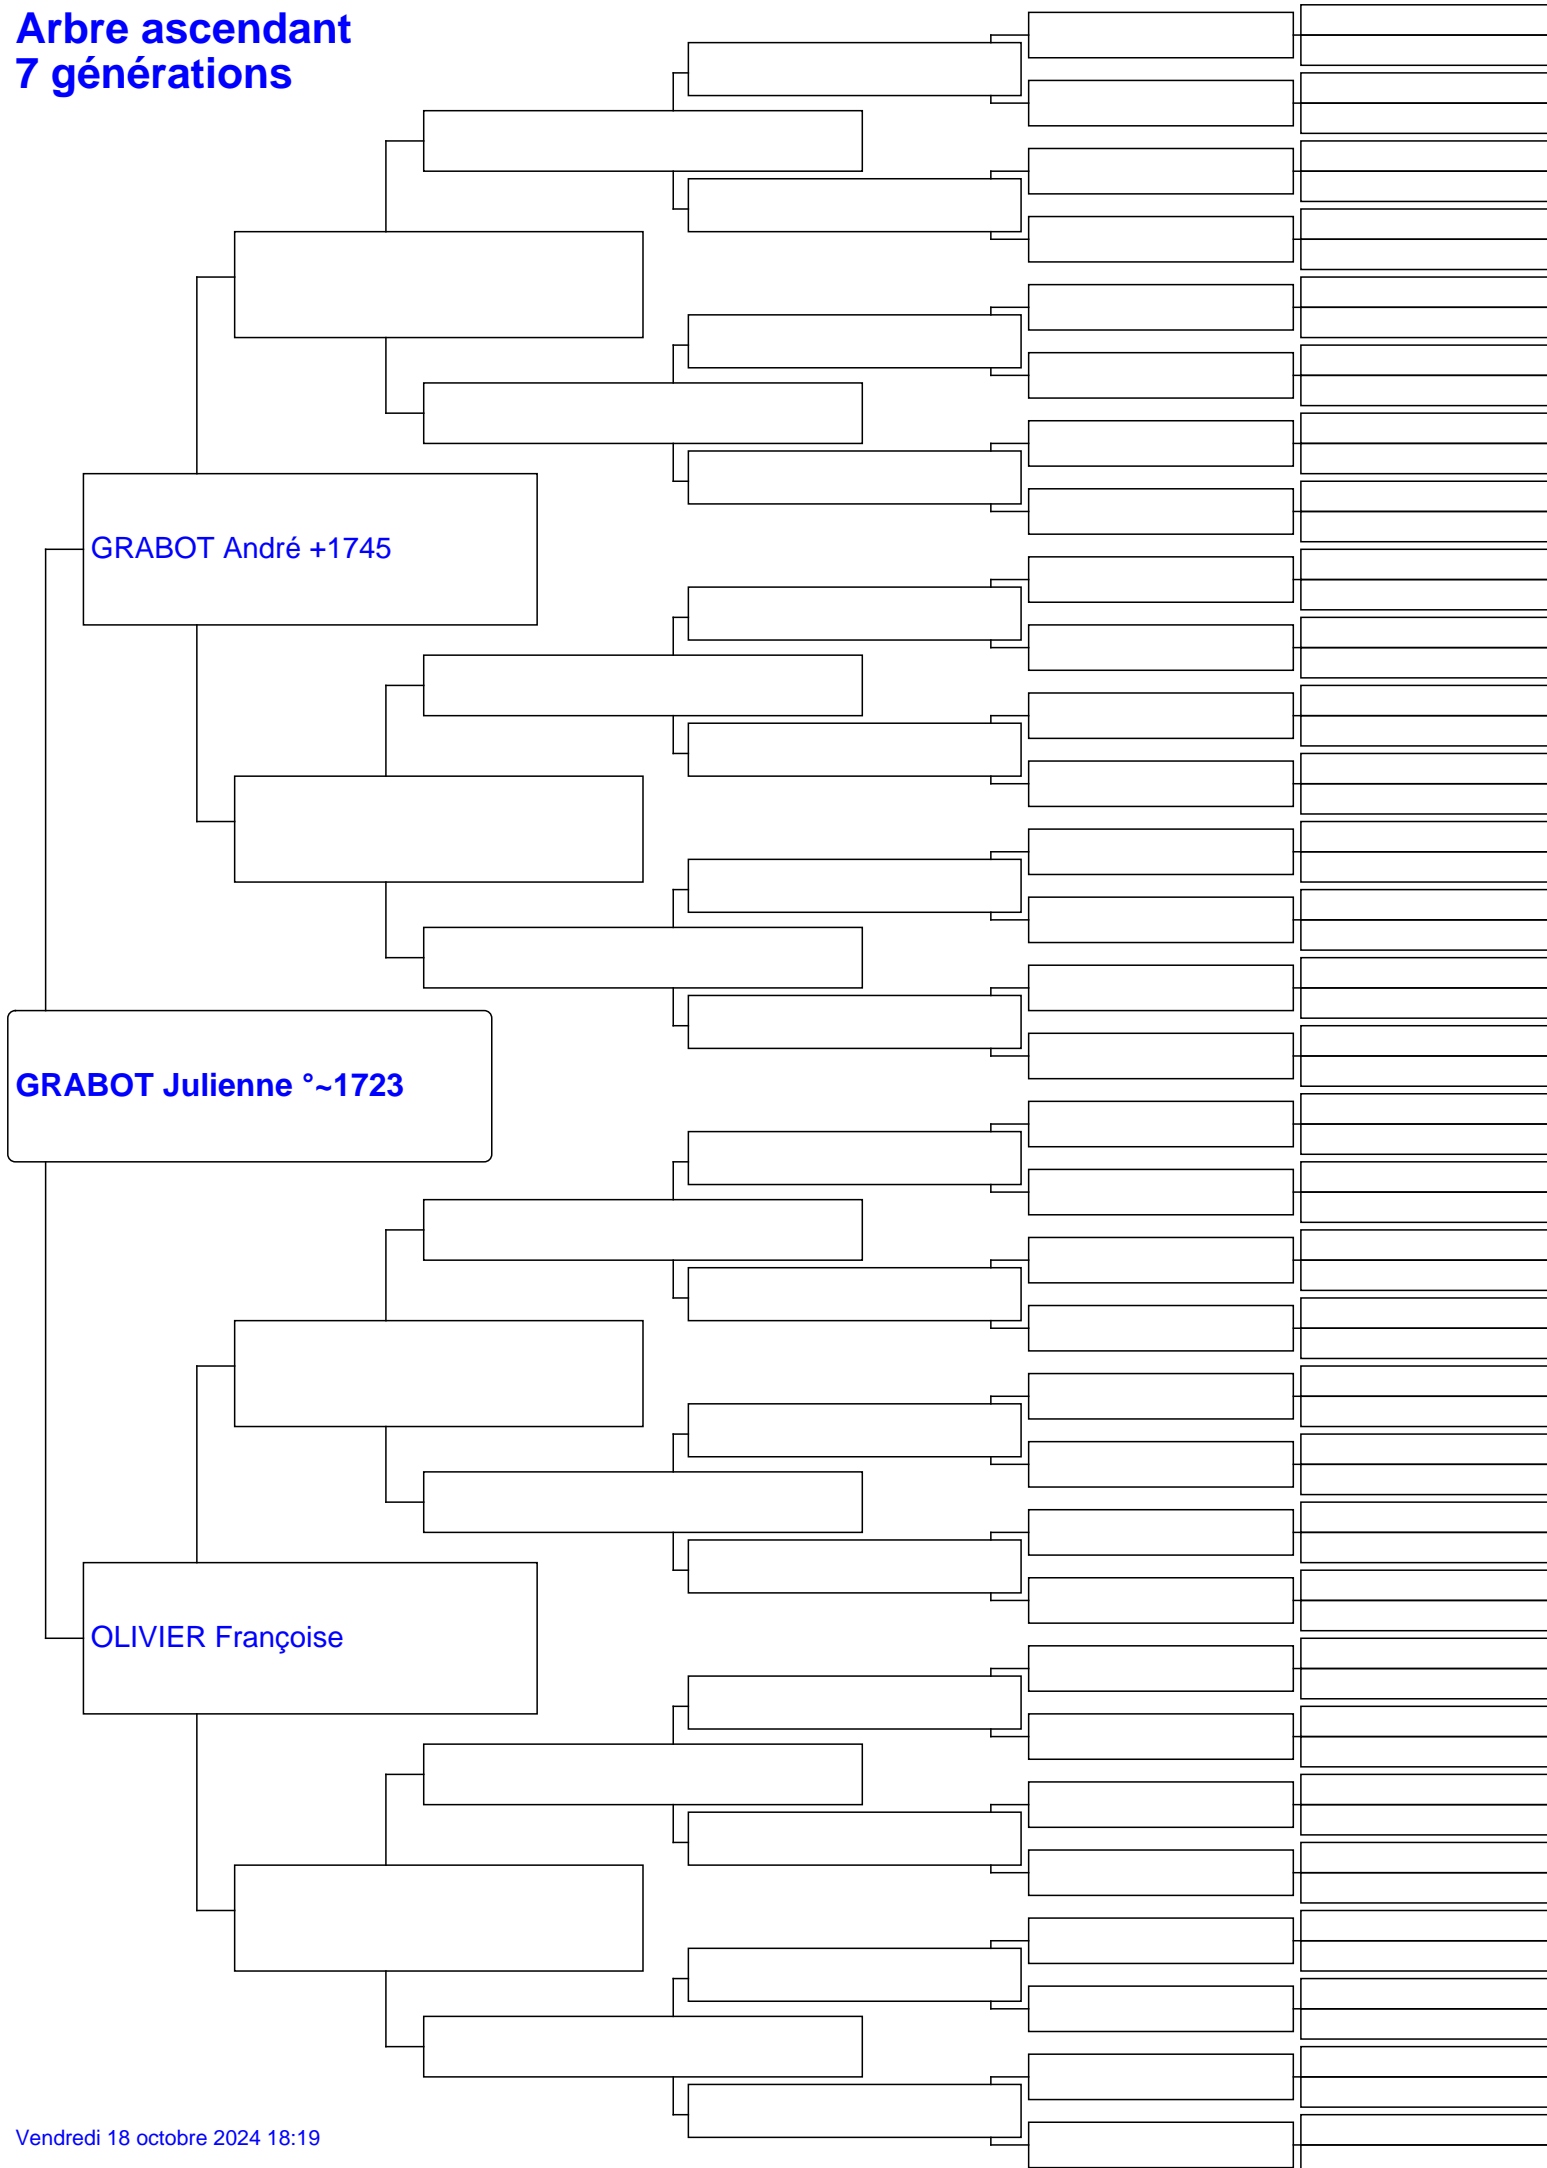 Arbre ascendant
7 générations
GRABOT André +1745
GRABOT Julienne °~1723
OLIVIER Françoise
Vendredi 18 octobre 2024 18:19